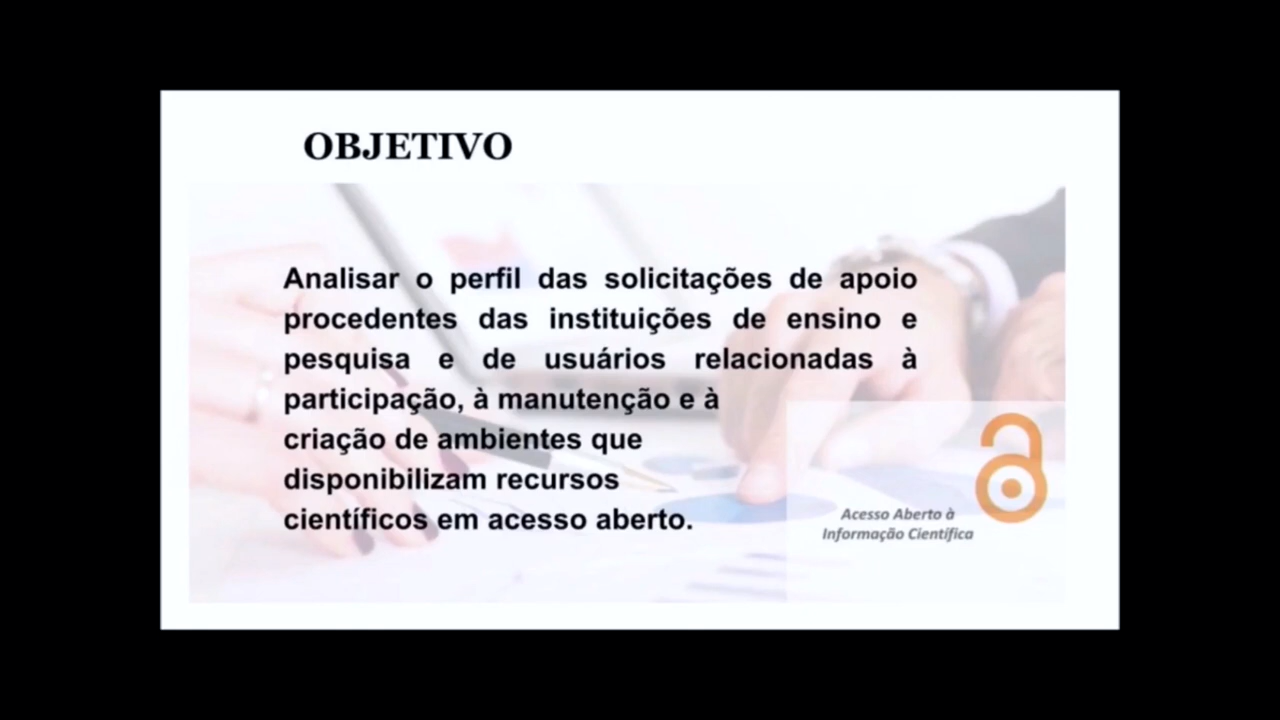 OBJETIVO
Analisar o perfil das solicitações de apoio
procedentes das instituições de ensino e
pesquisa e de usuários relacionadas à
participação, à manutenção e à
criação de ambientes que
disponibilizam recursos
científicos em acesso aberto.
Acesso Aberto à
Informação Científica